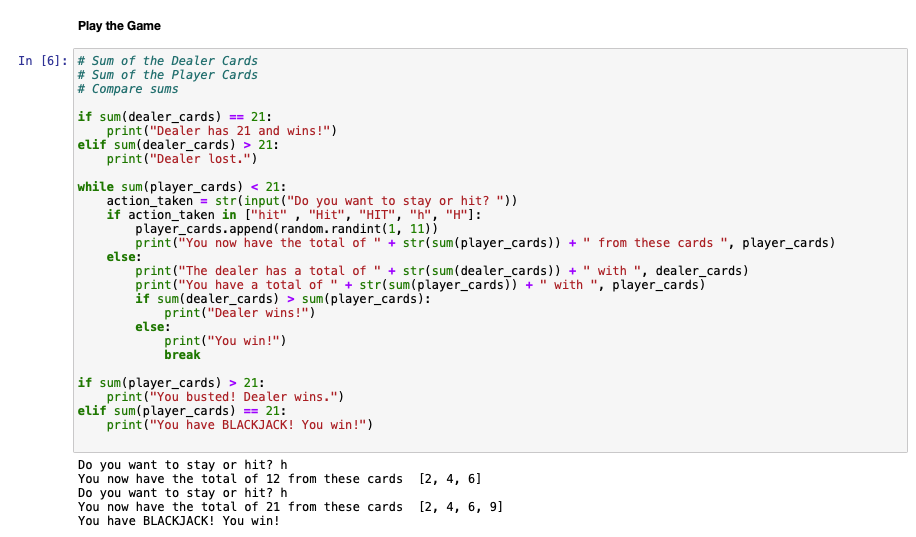 Play the Game
In [6]: # Sum of the Dealer Cards
# Sum of the Player Cards
# Compare sums

if sum(dealer_cards) == 21:
    print("Dealer has 21 and wins!")
elif sum(dealer_cards) > 21:
    print("Dealer lost.")

while sum(player_cards) < 21:
    action_taken = str(input("Do you want to stay or hit? "))
    if action_taken in ["hit" , "Hit", "HIT", "h", "H"]:
        player_cards.append(random.randint(1, 11))
        print("You now have the total of " + str(sum(player_cards)) + " from these cards ", player_cards)
    else:
        print("The dealer has a total of " + str(sum(dealer_cards)) + " with ", dealer_cards)
        print("You have a total of " + str(sum(player_cards)) + " with ", player_cards)
        if sum(dealer_cards) > sum(player_cards):
            print("Dealer wins!")
        else:
            print("You win!")
            break

if sum(player_cards) > 21:
    print("You busted! Dealer wins.")
elif sum(player_cards) == 21:
    print("You have BLACKJACK! You win!")

Do you want to stay or hit? h
You now have the total of 12 from these cards  [2, 4, 6]
Do you want to stay or hit? h
You now have the total of 21 from these cards  [2, 4, 6, 9]
You have BLACKJACK! You win!